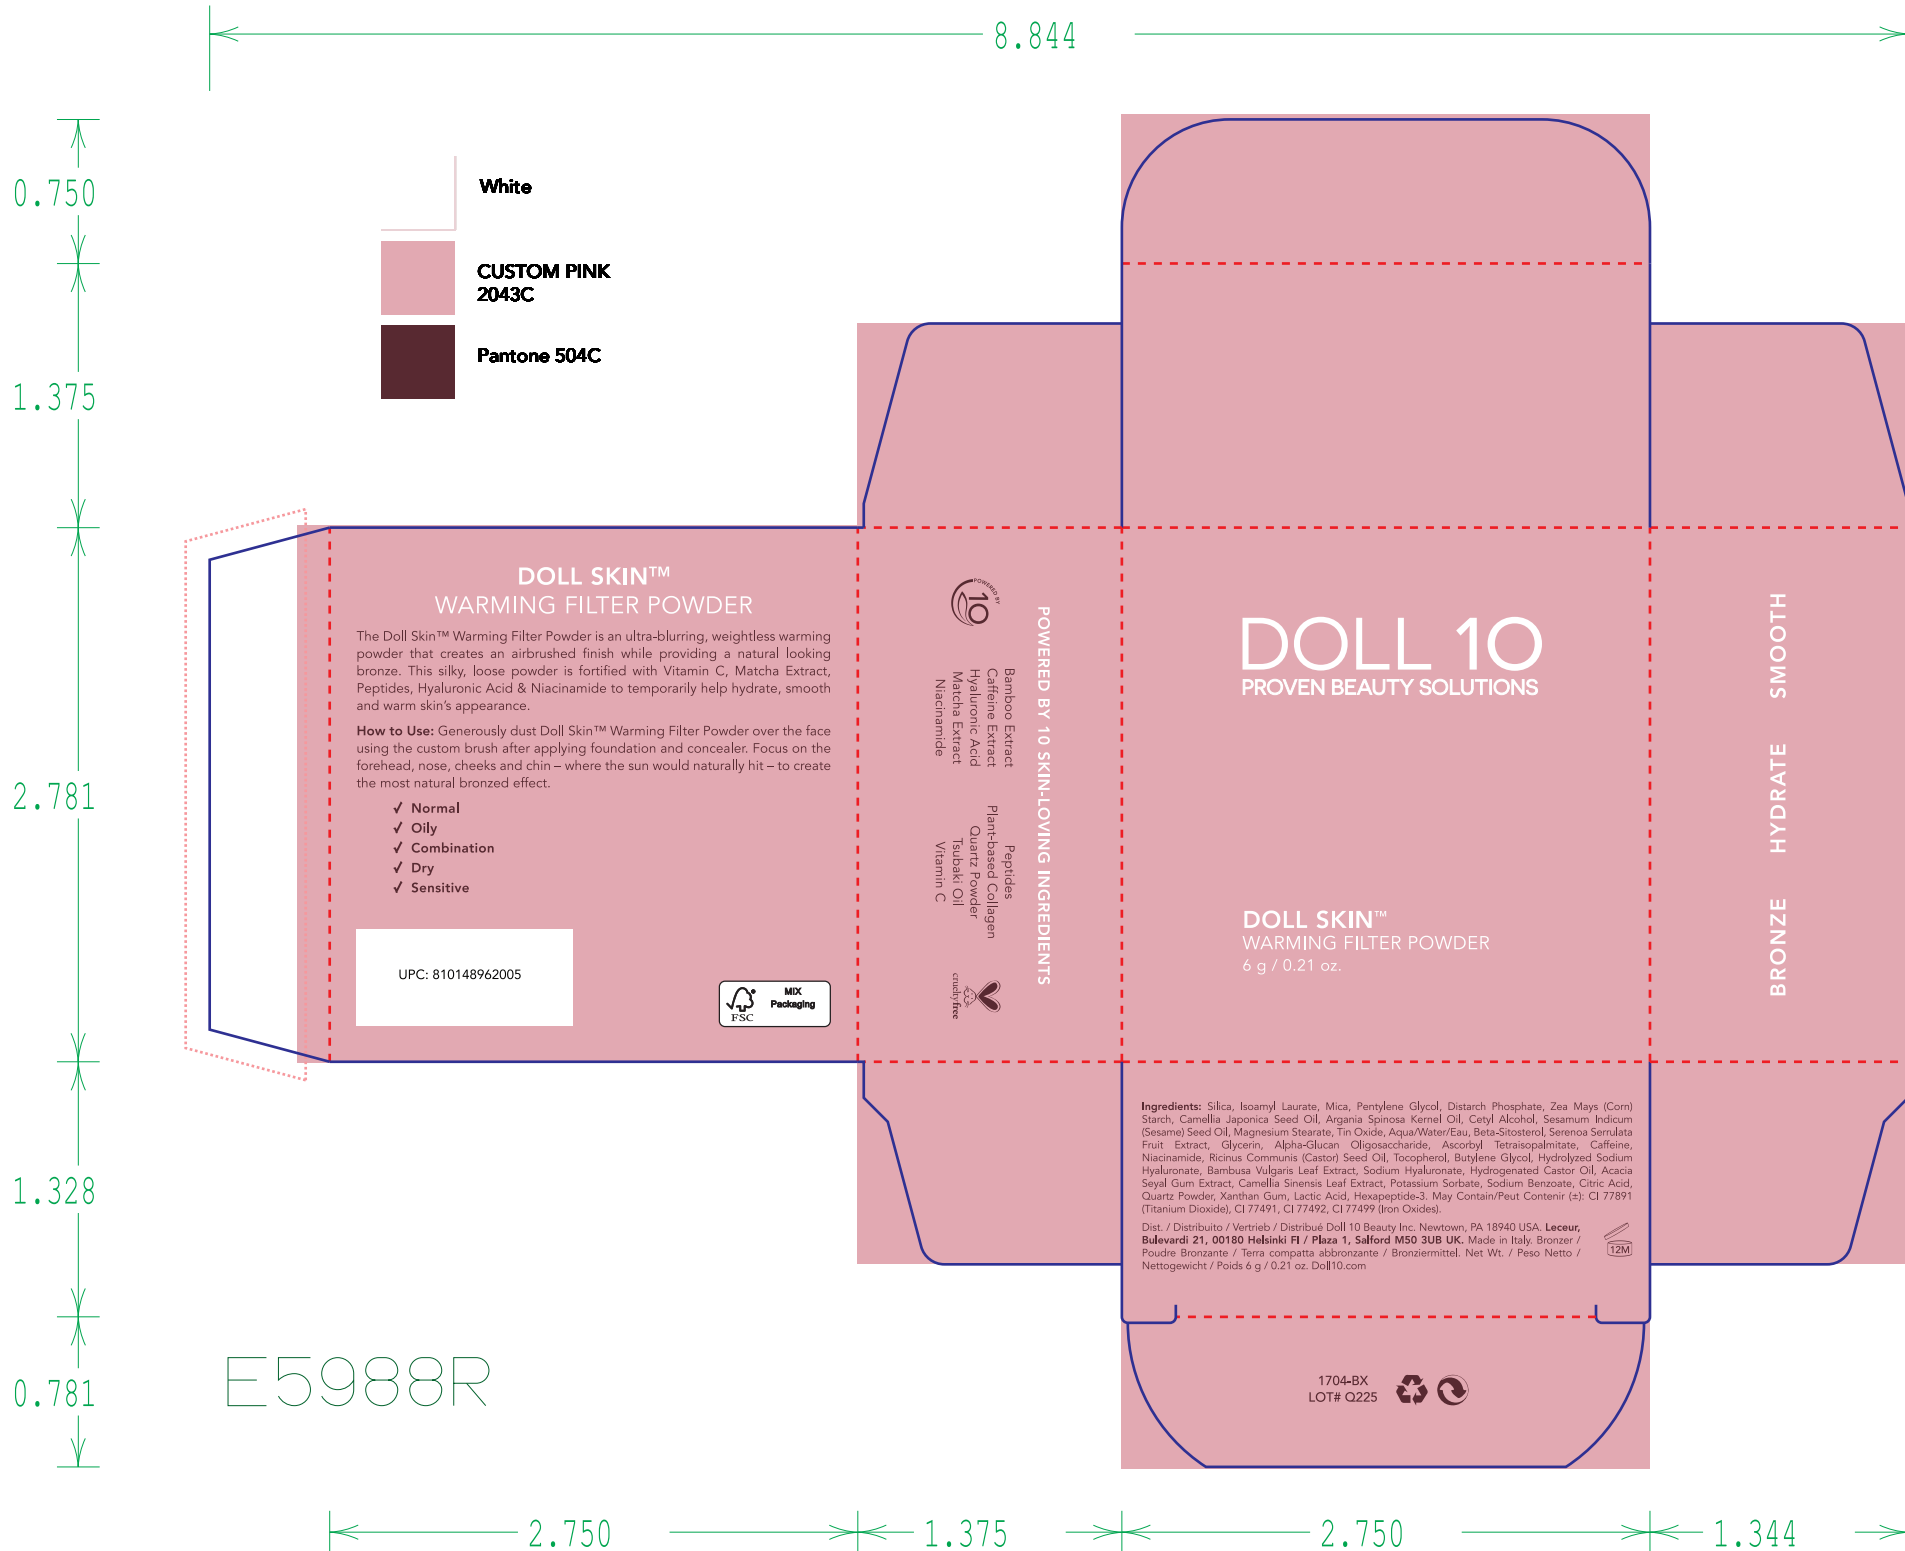 8.844
0.750
1.375
2.781
1.328
0.781
White
CUSTOM PINK
2043C
Pantone 504C
DOLL SKIN™
WARMING FILTER POWDER
The Doll Skin™ Warming Filter Powder is an ultra-blurring, weightless warming
powder that creates an airbrushed finish while providing a natural looking
bronze. This silky, loose powder is fortified with Vitamin C, Matcha Extract,
Peptides, Hyaluronic Acid & Niacinamide to temporarily help hydrate, smooth
and warm skin's appearance.
How to Use: Generously dust Doll Skin™ Warming Filter Powder over the face
using the custom brush after applying foundation and concealer. Focus on the
forehead, nose, cheeks and chin – where the sun would naturally hit – to create
the most natural bronzed effect.
✓ Normal
✓ Oily
✓ Combination
✓ Dry
✓ Sensitive
UPC: 810148962005
FSC
MIX
Packaging
POWERED BY 10 SKIN-LOVING INGREDIENTS
POWERED BY
10
Bamboo Extract
Caffeine Extract
Hyaluronic Acid
Matcha Extract
Niacinamide
Peptides
Plant-based Collagen
Quartz Powder
Tsubaki Oil
Vitamin C
crueltyfree
DOLL 10
PROVEN BEAUTY SOLUTIONS
DOLL SKIN™
WARMING FILTER POWDER
6 g / 0.21 oz.
BRONZE HYDRATE SMOOTH
Ingredients: Silica, Isoamyl Laurate, Mica, Pentylene Glycol, Distarch Phosphate, Zea Mays (Corn)
Starch, Camellia Japonica Seed Oil, Argania Spinosa Kernel Oil, Cetyl Alcohol, Sesamum Indicum
(Sesame) Seed Oil, Magnesium Stearate, Tin Oxide, Aqua/Water/Eau, Beta-Sitosterol, Serenoa Serrulata
Fruit Extract, Glycerin, Alpha-Glucan Oligosaccharide, Ascorbyl Tetraisopalmitate, Caffeine,
Niacinamide, Ricinus Communis (Castor) Seed Oil, Tocopherol, Butylene Glycol, Hydrolyzed Sodium
Hyaluronate, Bambusa Vulgaris Leaf Extract, Sodium Hyaluronate, Hydrogenated Castor Oil, Acacia
Seyal Gum Extract, Camellia Sinensis Leaf Extract, Potassium Sorbate, Sodium Benzoate, Citric Acid,
Quartz Powder, Xanthan Gum, Lactic Acid, Hexapeptide-3. May Contain/Peut Contenir (±): CI 77891
(Titanium Dioxide), CI 77491, CI 77492, CI 77499 (Iron Oxides).
Dist. / Distribuito / Vertrieb / Distribué Doll 10 Beauty Inc. Newtown, PA 18940 USA. Leceur,
Bulevardi 21, 00180 Helsinki FI / Plaza 1, Salford M50 3UB UK. Made in Italy. Bronzer /
Poudre Bronzante / Terra compatta abbronzante / Bronziermittel. Net Wt. / Peso Netto /
Nettogewicht / Poids 6 g / 0.21 oz. Doll10.com
12M
1704-BX
LOT# Q225
E5988R
2.750
1.375
2.750
1.344